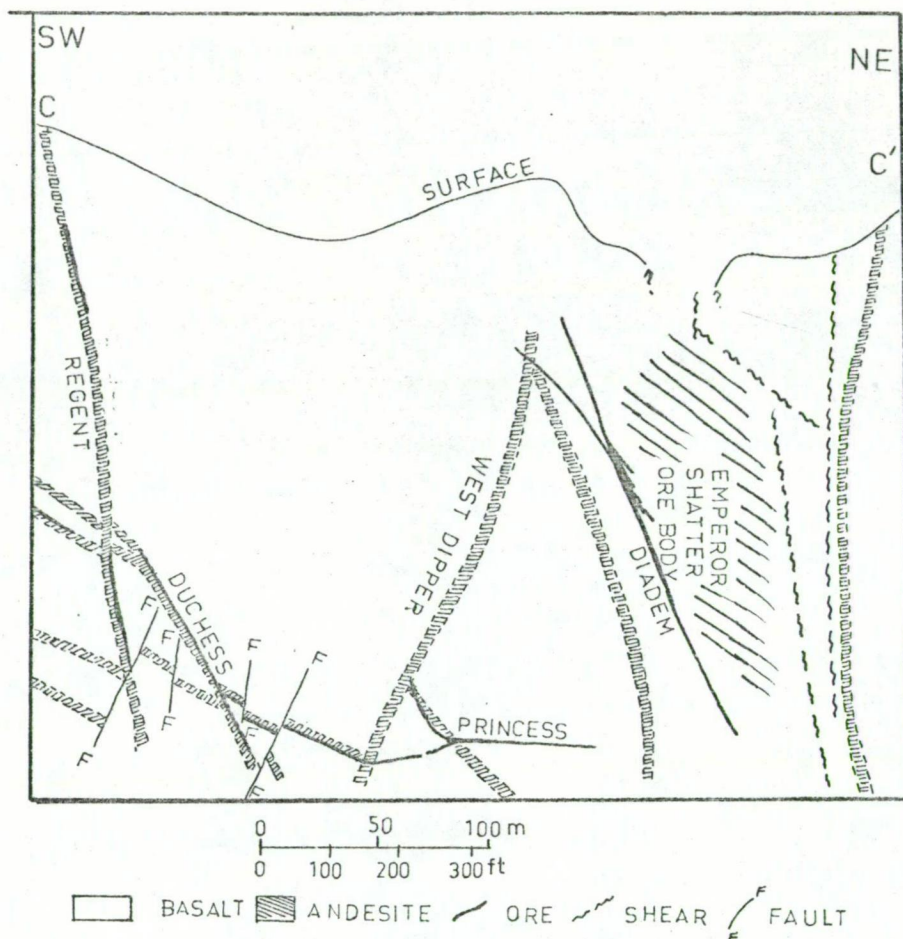 SW
NE
C
C'
SURFACE
REGENT
WEST DIPPER
EMPEROR
SHATTER
ORE BODY
DIADEM
DUCHESS
F
F
F
F
F
F
F
F
PRINCESS
0 50 100 m
0 100 200 300 ft
BASALT ANDESITE ORE SHEAR F FAULT
F